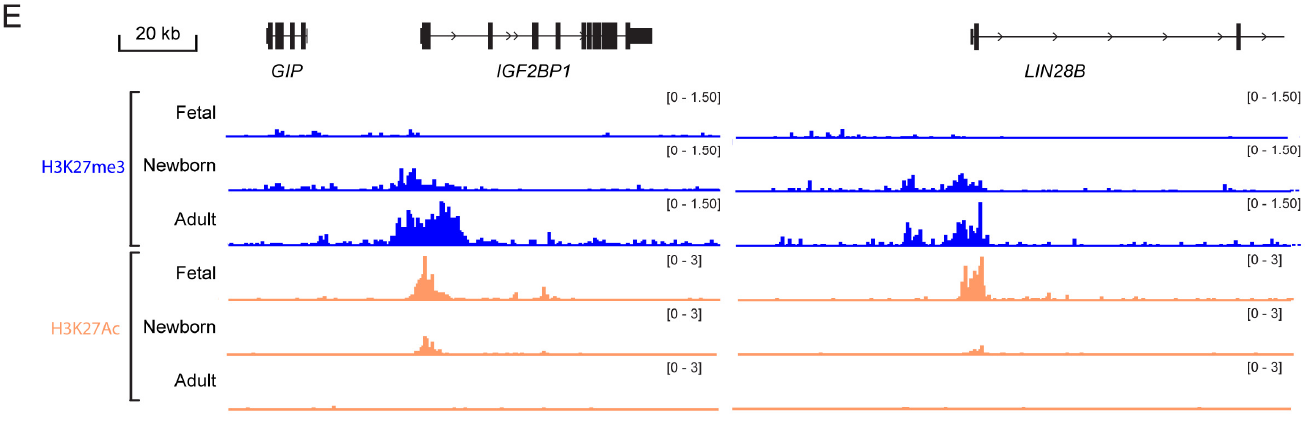 E
20 kb
GIP
IGF2BP1
LIN28B
Fetal
[0 - 1.50]
[0 - 1.50]
H3K27me3
Newborn
[0 - 1.50]
[0 - 1.50]
Adult
[0 - 1.50]
[0 - 1.50]
Fetal
[0 - 3]
[0 - 3]
H3K27Ac
Newborn
[0 - 3]
[0 - 3]
Adult
[0 - 3]
[0 - 3]